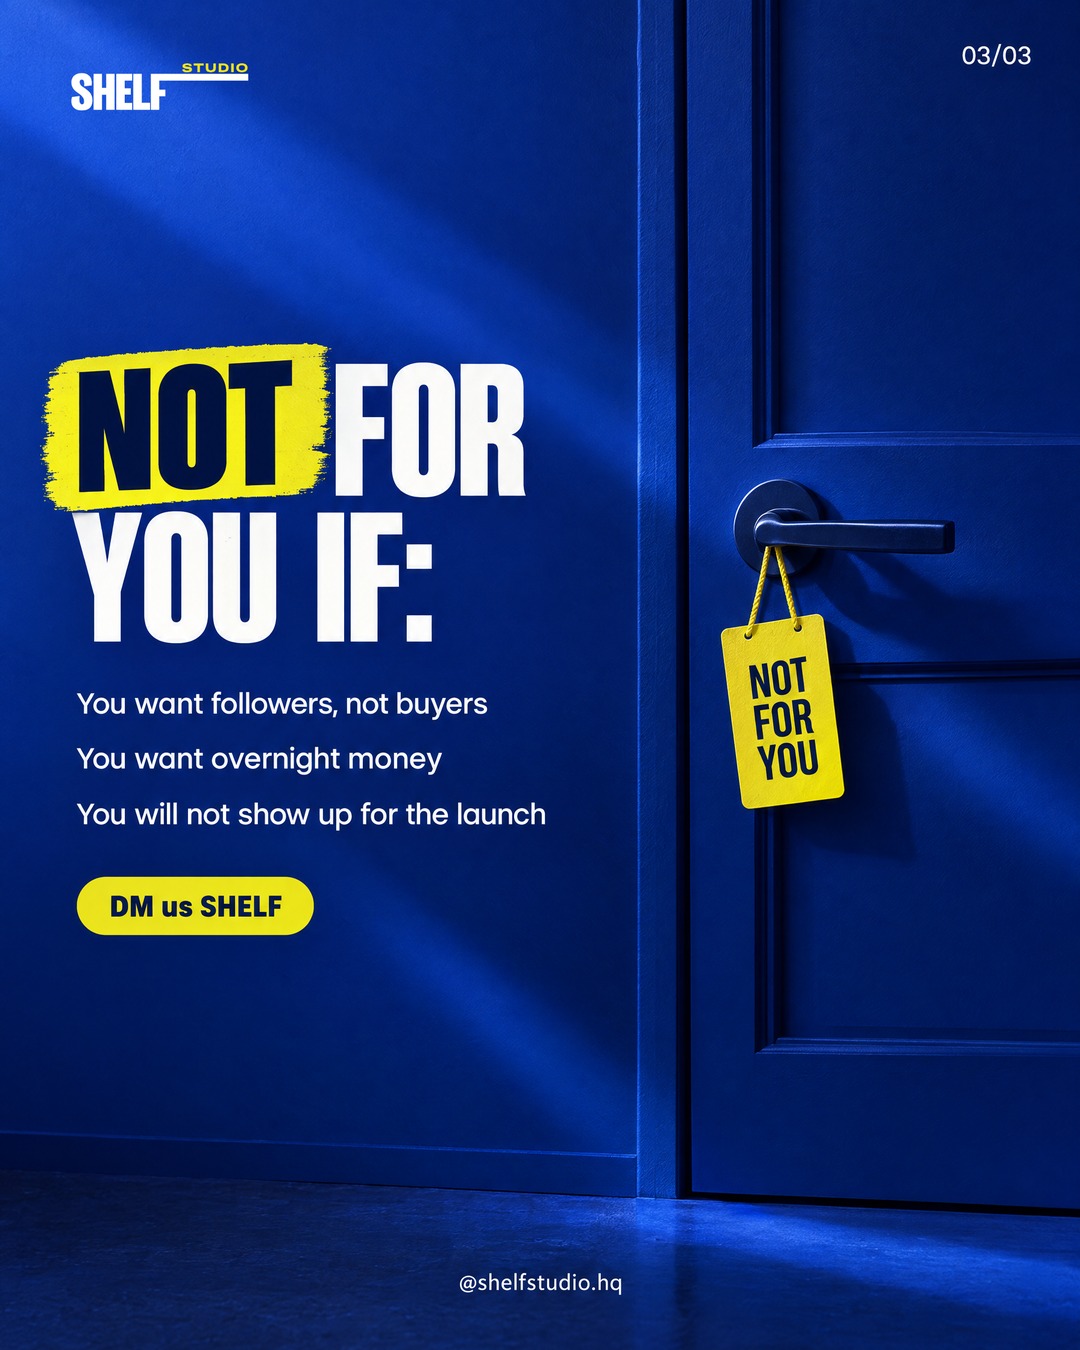 STUDIO
SHELF
03/03
NOT FOR
YOU IF:
You want followers, not buyers
You want overnight money
You will not show up for the launch
DM us SHELF
NOT
FOR
YOU
@shelfstudio.hq